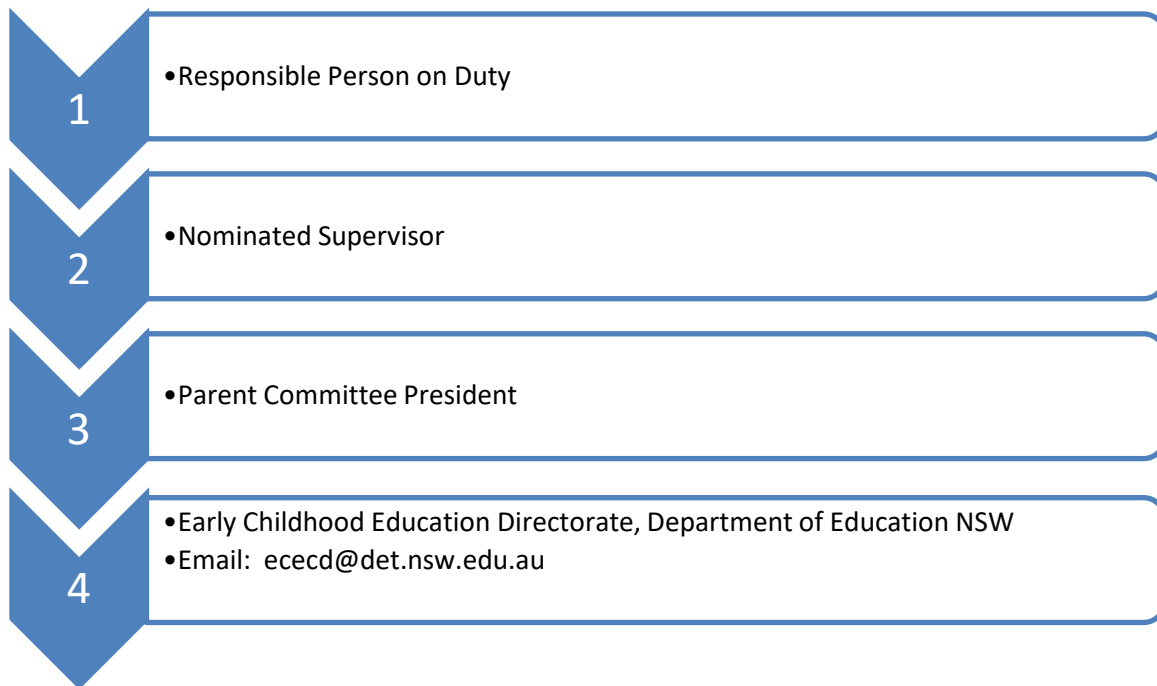 1
•Responsible Person on Duty
2
•Nominated Supervisor
3
•Parent Committee President
4
•Early Childhood Education Directorate, Department of Education NSW
•Email:  ececd@det.nsw.edu.au